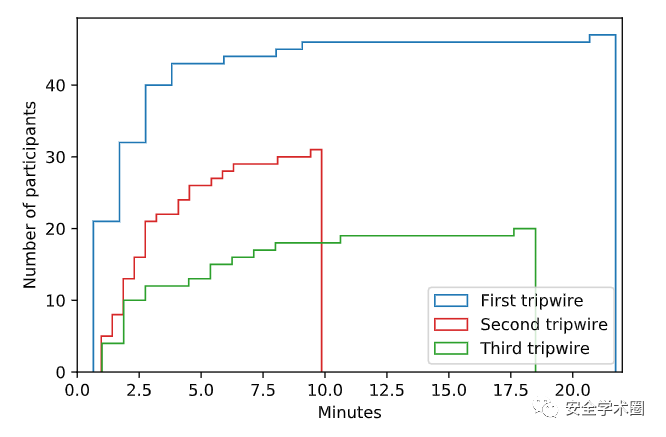 Number of participants
40
30
20
10
0
0.0 2.5 5.0 7.5 10.0 12.5 15.0 17.5 20.0
Minutes
First tripwire
Second tripwire
Third tripwire
安全学术圈